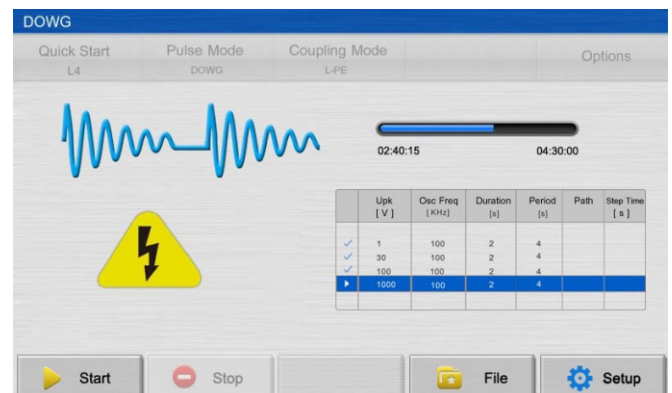 DOWG
Quick Start Pulse Mode Coupling Mode Options
L4 DOWG L-PE
02:40:15 04:30:00
Upk Osc Freq Duration Period Path Step Time
[ V ] [ KHz] [s] [s] [ s ]
1 100 2 4
30 100 2 4
100 100 2 4
1000 100 2 4
Start Stop File Setup